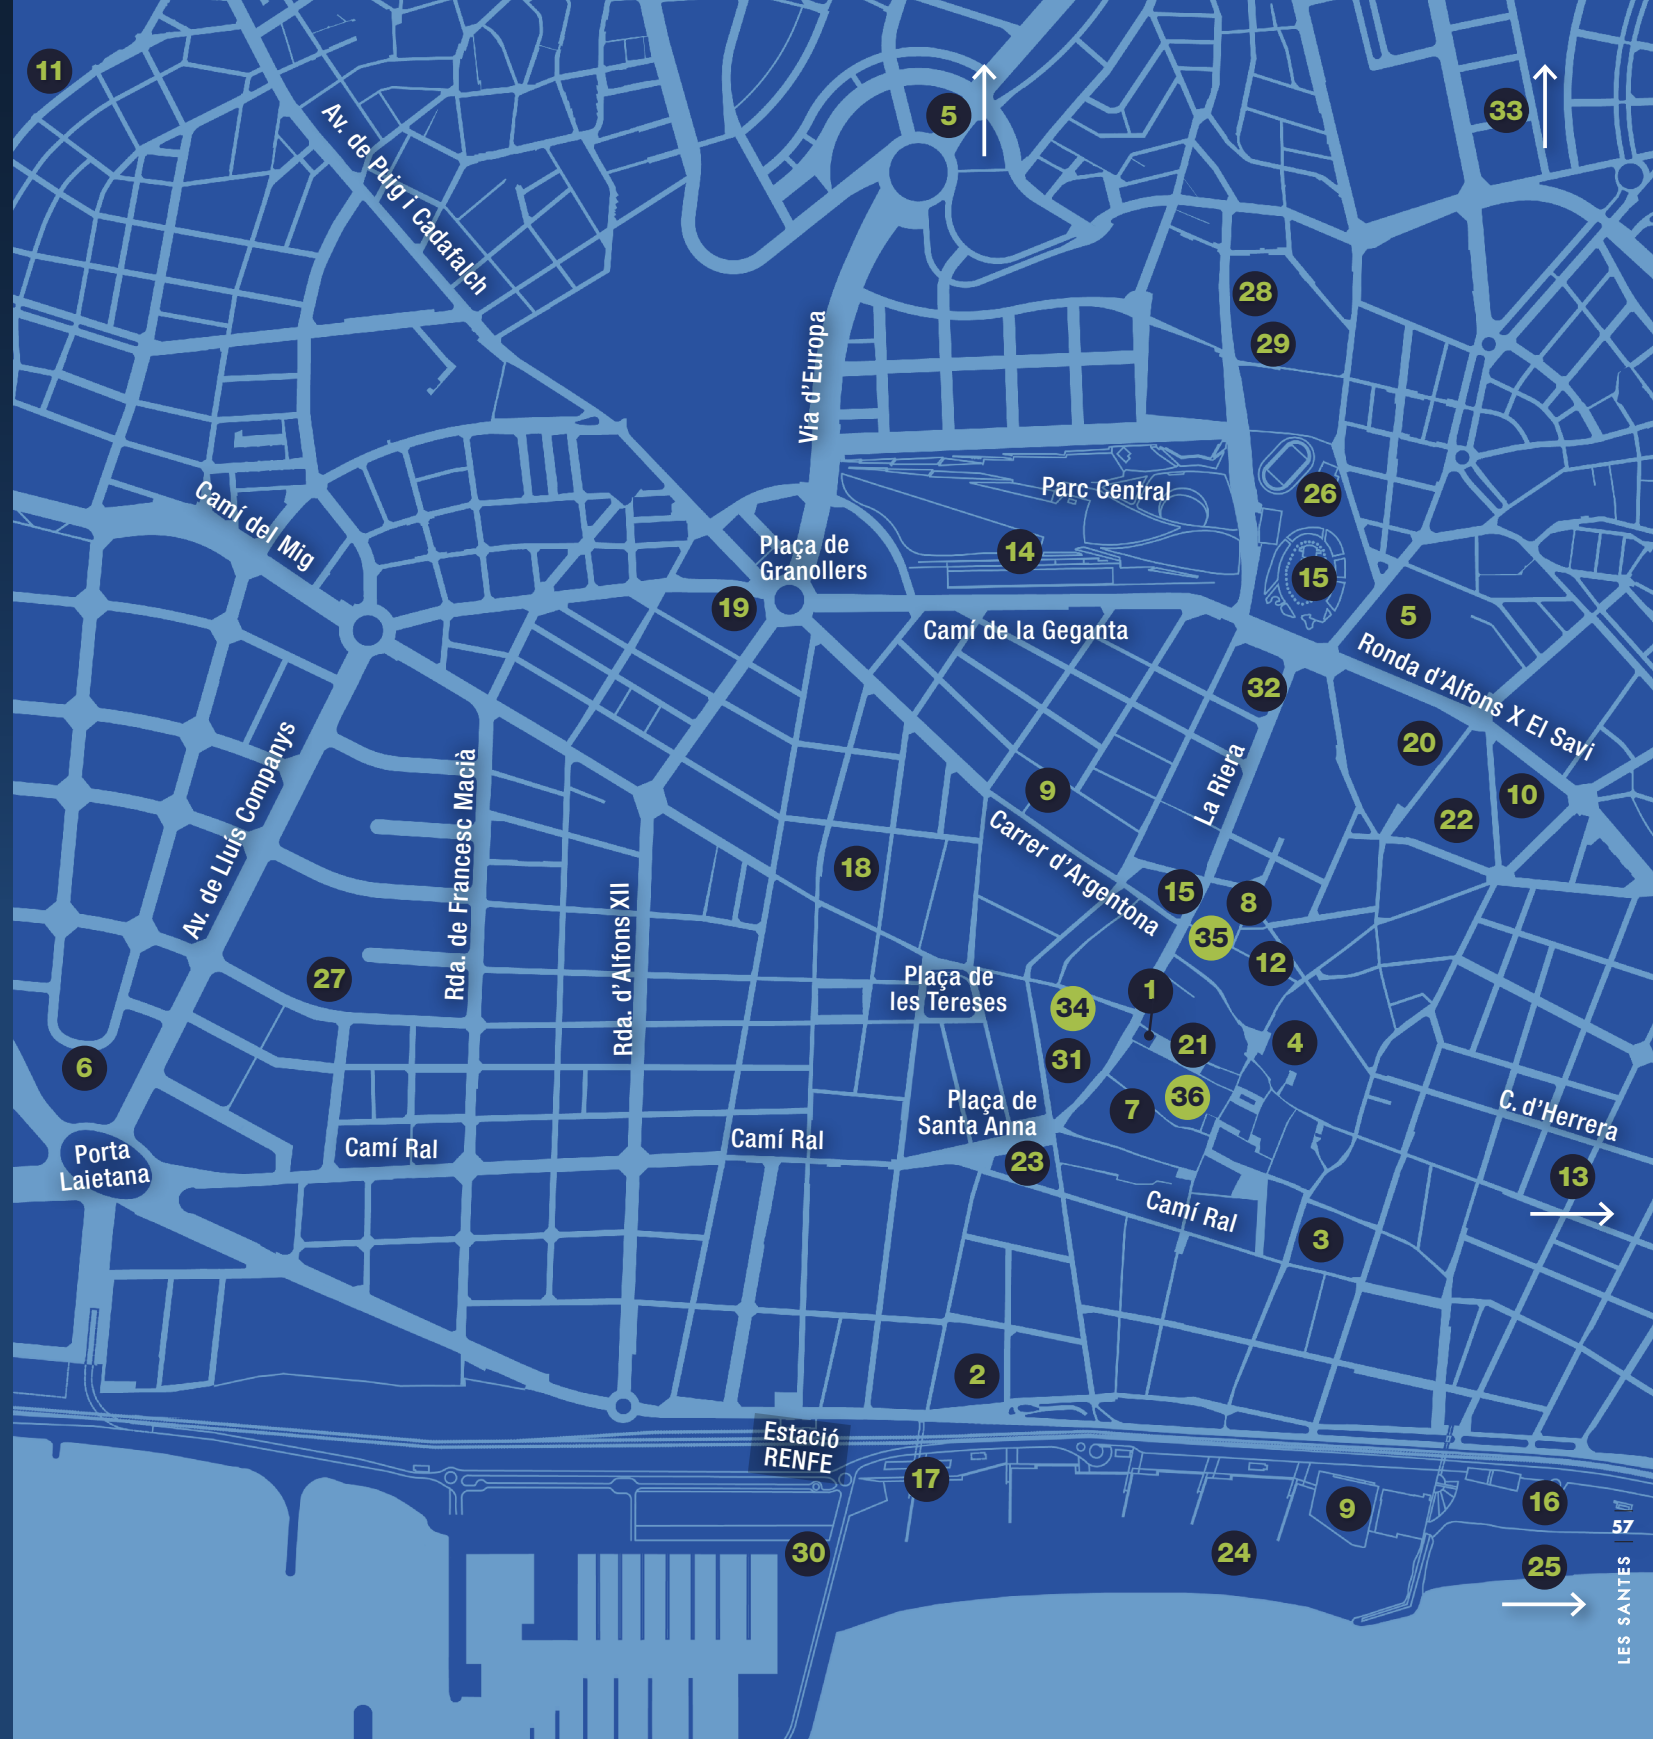 11
5
33
Av. de Puig i Cadafalch
28
29
Via d'Europa
Camí del Mig
Parc Central
26
14
Plaça de
Granollers
15
19
5
Camí de la Geganta
Ronda d'Alfons X El Savi
32
20
Av. de Lluís Companys
Rda. de Francesc Macià
La Riera
9
10
22
Carrer d'Argentona
18
15
8
Rda. d'Alfons XII
35
12
27
Plaça de
les Tereses
1
34
21
4
31
6
36
7
Plaça de
Santa Anna
C. d'Herrera
Camí Ral
Camí Ral
Porta
Laietana
23
13
Camí Ral
3
2
Estació
RENFE
17
9
16
30
24
25
57
LES SANTES